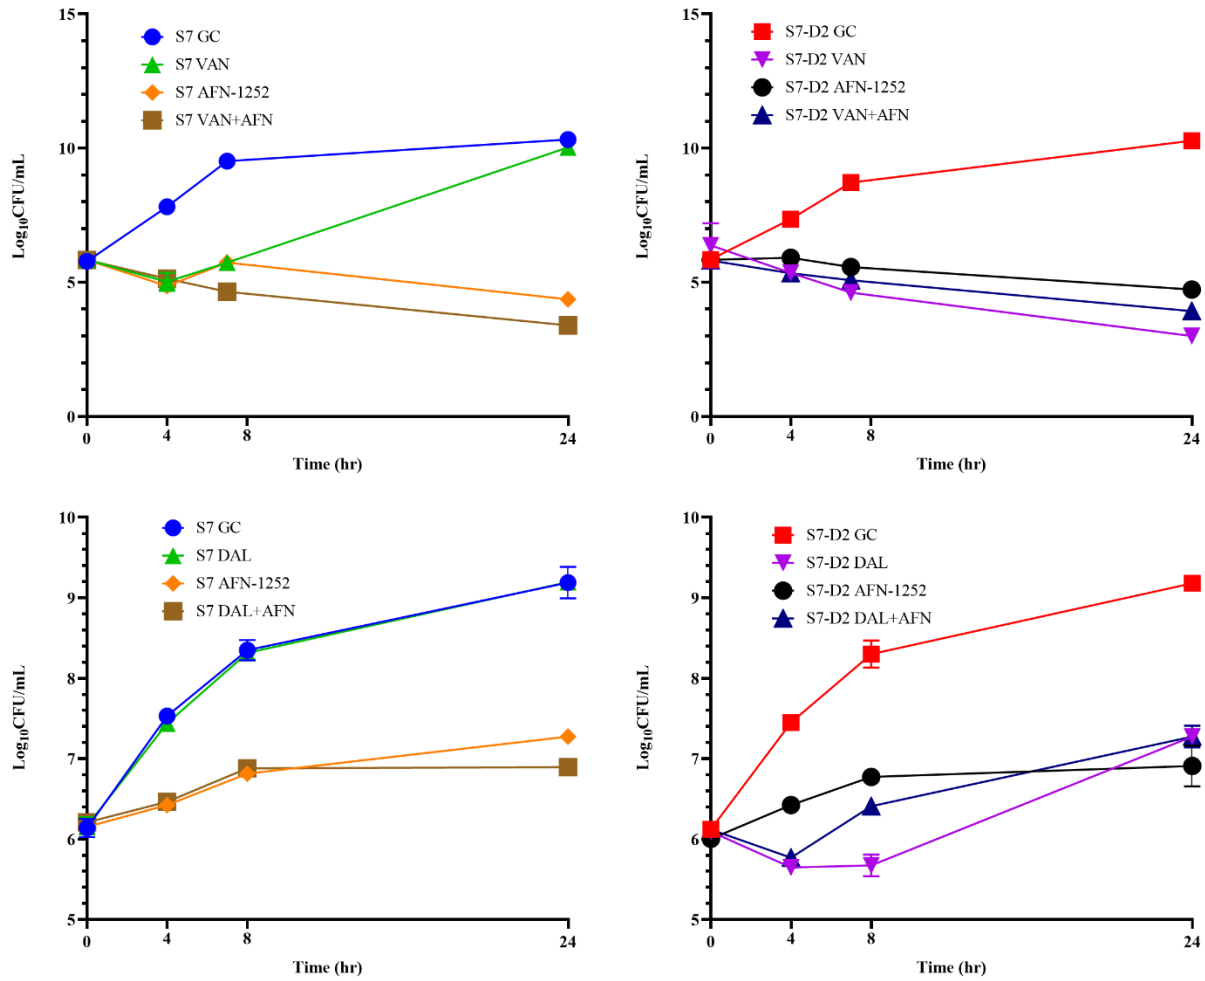 S7 GC
S7 VAN
S7 AFN-1252
S7 VAN+AFN
15
10
5
0
Log₁₀CFU/mL
0 4 8 24
Time (hr)
S7-D2 GC
S7-D2 VAN
S7-D2 AFN-1252
S7-D2 VAN+AFN
15
10
5
0
Log₁₀CFU/mL
0 4 8 24
Time (hr)
S7 GC
S7 DAL
S7 AFN-1252
S7 DAL+AFN
10
9
8
7
6
5
Log₁₀CFU/mL
0 4 8 24
Time (hr)
S7-D2 GC
S7-D2 DAL
S7-D2 AFN-1252
S7-D2 DAL+AFN
10
9
8
7
6
5
Log₁₀CFU/mL
0 4 8 24
Time (hr)